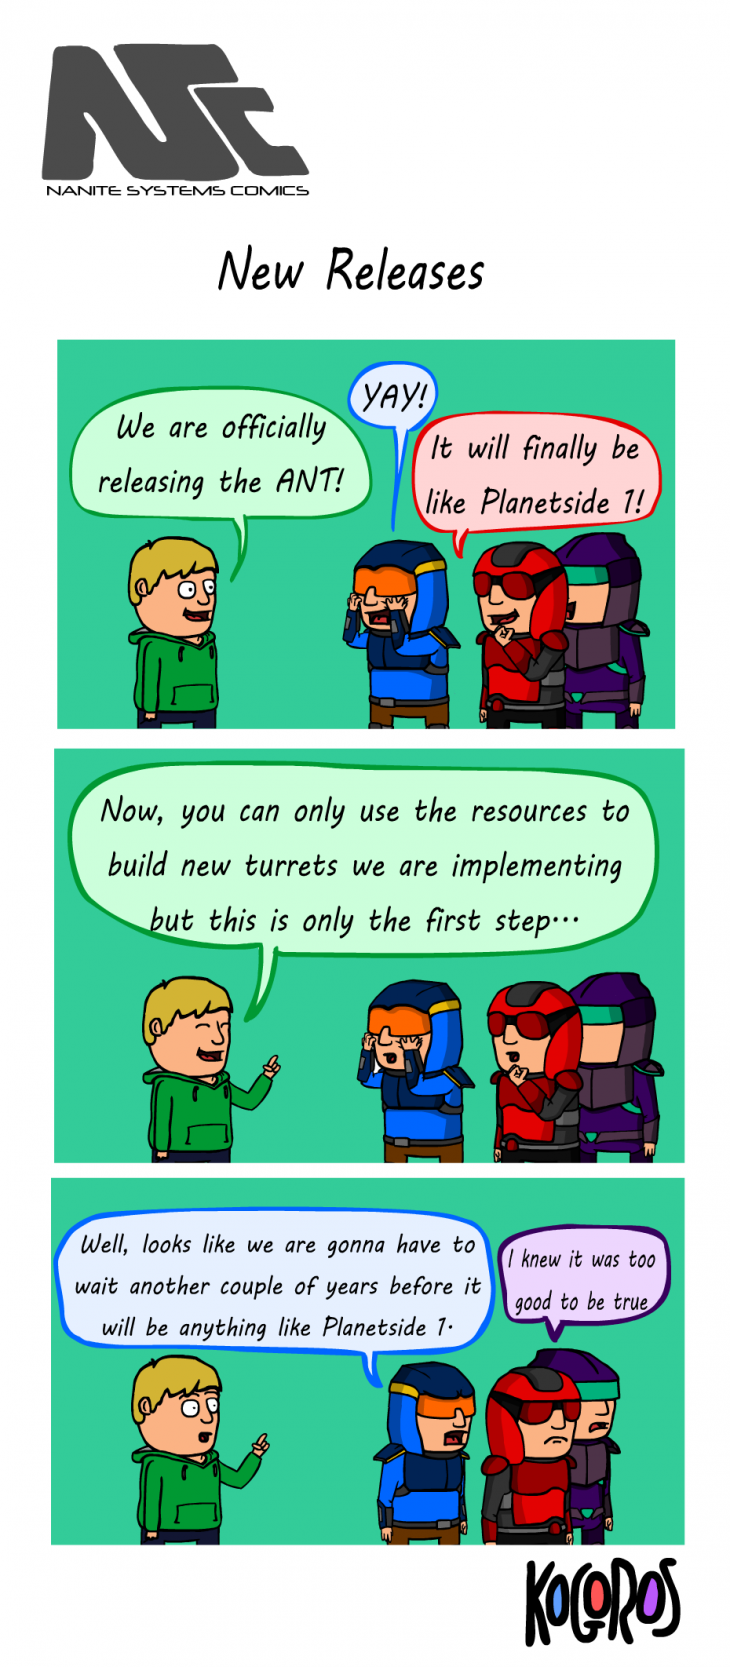 NSC
NANITE SYSTEMS COMICS
New Releases
We are officially
releasing the ANT!
YAY!
It will finally be
like Planetside 1!
Now, you can only use the resources to
build new turrets we are implementing
but this is only the first step...
Well, looks like we are gonna have to
wait another couple of years before it
will be anything like Planetside 1.
I knew it was too
good to be true
KOGOROS